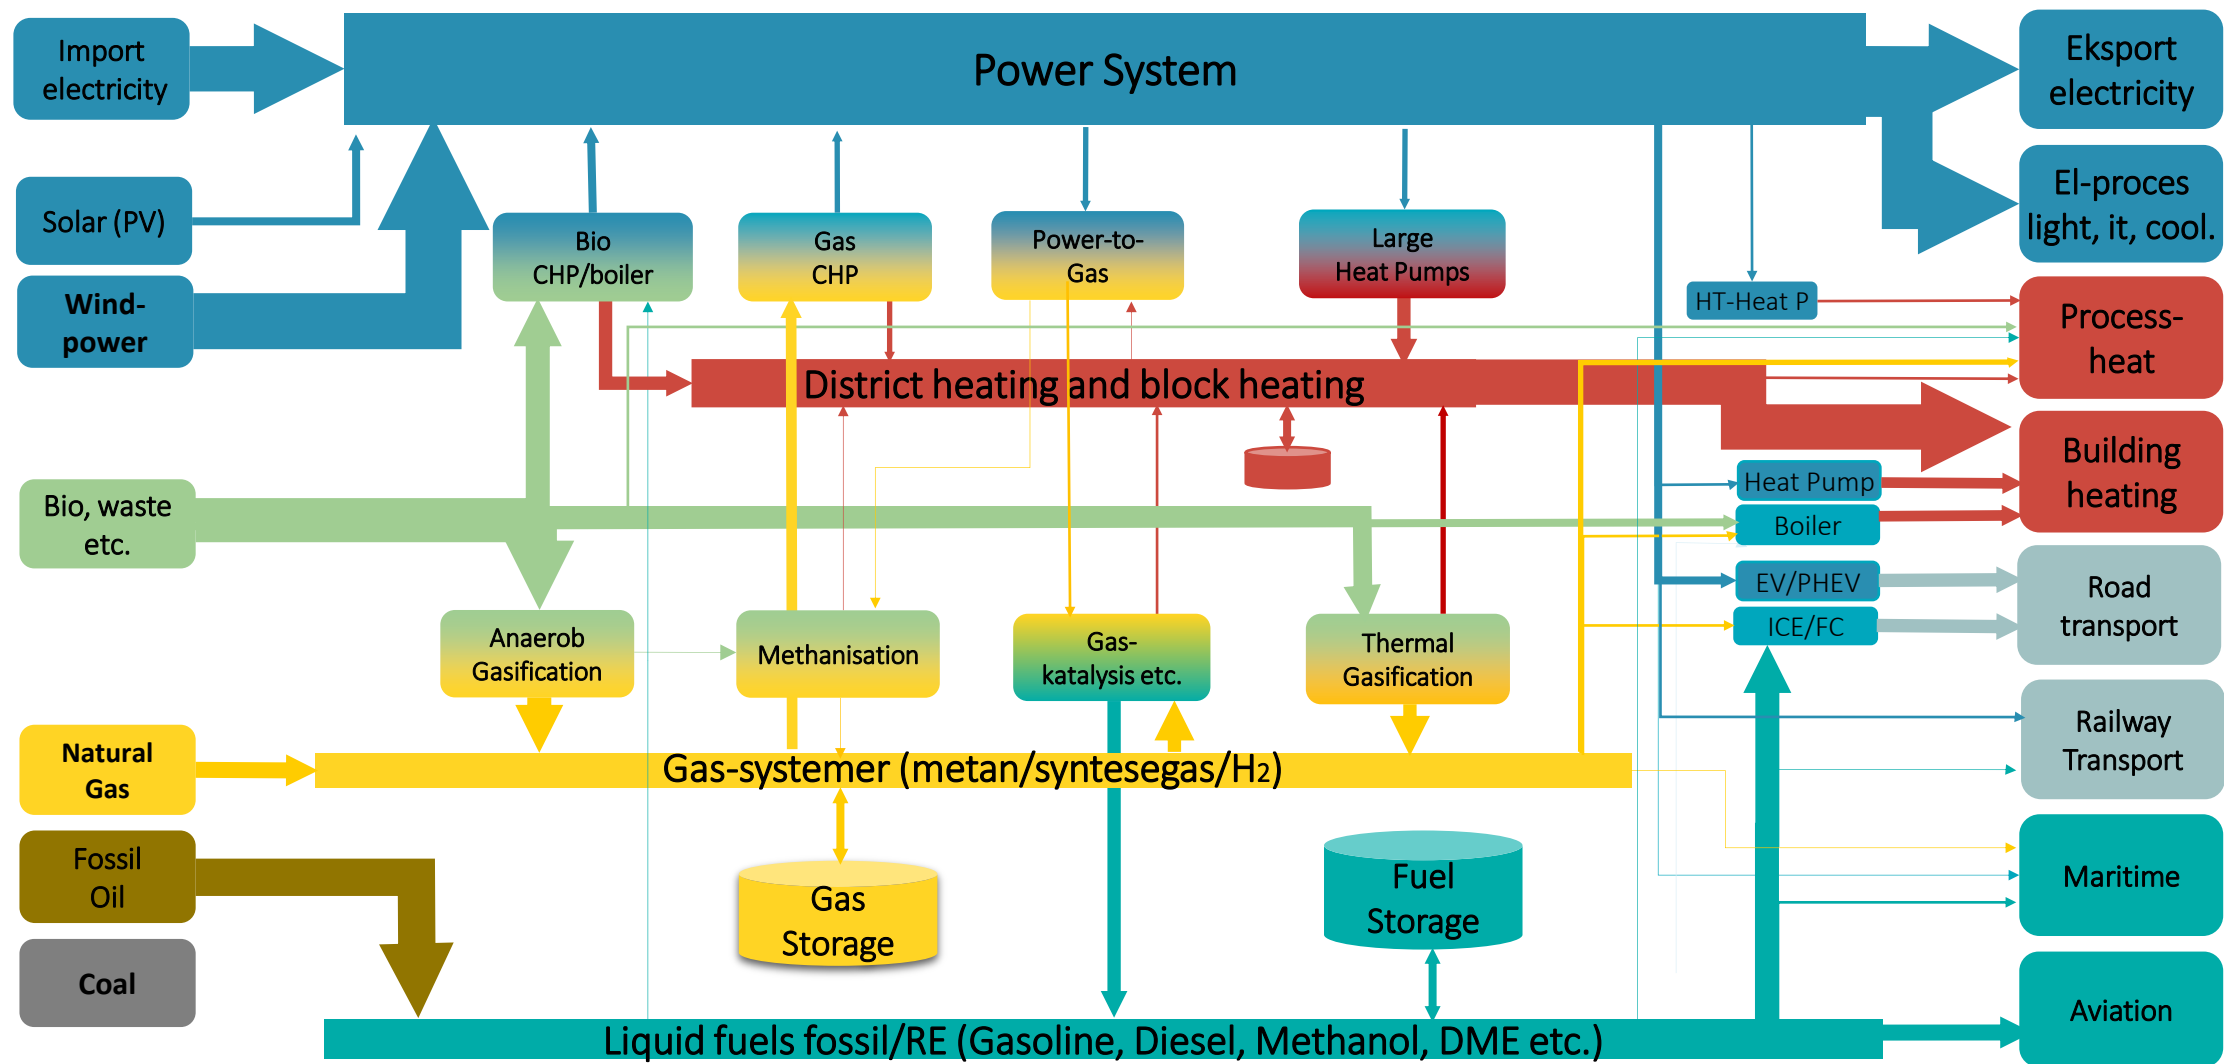 Import
electricity
Power System
Eksport
electricity
Solar (PV)
El-proces
light, it, cool.
Bio
CHP/boiler
Gas
CHP
Power-to-
Gas
Large
Heat Pumps
Wind-
power
HT-Heat P
Process-
heat
District heating and block heating
Building
heating
Heat Pump
Boiler
Bio, waste
etc.
EV/PHEV
ICE/FC
Road
transport
Anaerob
Gasification
Methanisation
Gas-
katalysis etc.
Thermal
Gasification
Railway
Transport
Natural
Gas
Gas-systemer (metan/syntesegas/H2)
Fossil
Oil
Gas
Storage
Fuel
Storage
Maritime
Coal
Aviation
Liquid fuels fossil/RE (Gasoline, Diesel, Methanol, DME etc.)